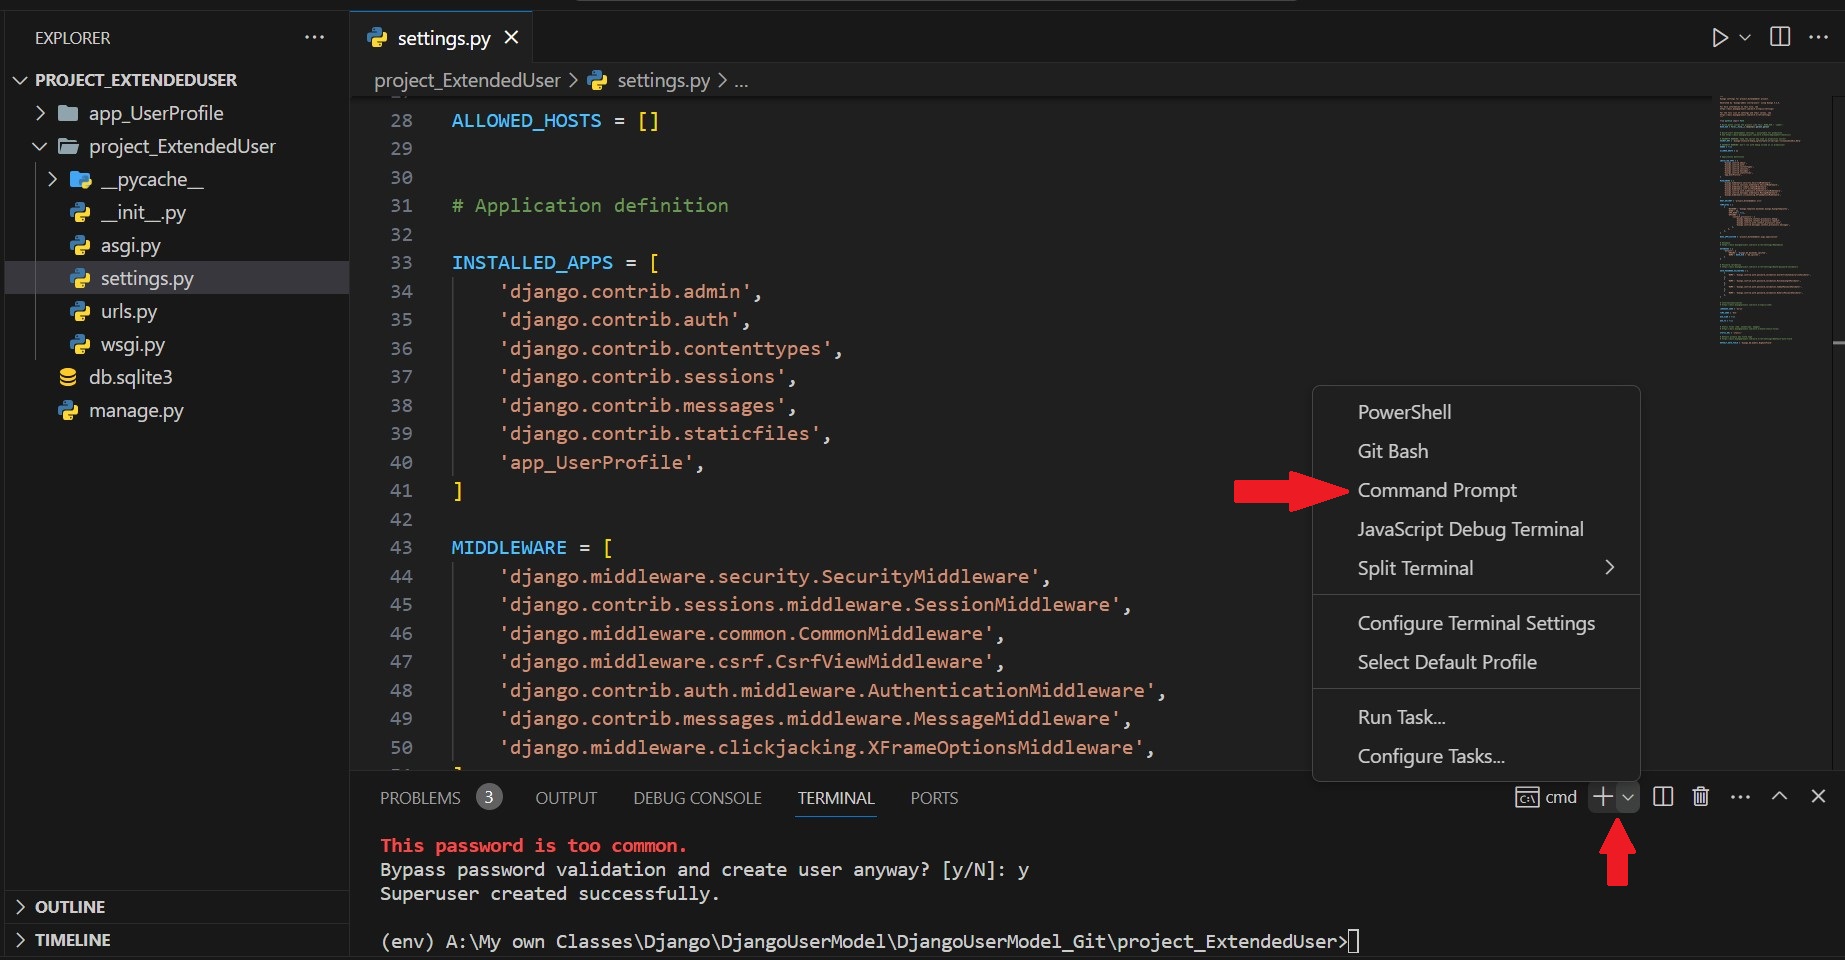 EXPLORER
PROJECT_EXTENDEDUSER
app_UserProfile
project_ExtendedUser
__pycache__
__init__.py
asgi.py
settings.py
urls.py
wsgi.py
db.sqlite3
manage.py
OUTLINE
TIMELINE
settings.py
project_ExtendedUser > settings.py > ...
28 ALLOWED_HOSTS = []
29
30
31 # Application definition
32
33 INSTALLED_APPS = [
34 'django.contrib.admin',
35 'django.contrib.auth',
36 'django.contrib.contenttypes',
37 'django.contrib.sessions',
38 'django.contrib.messages',
39 'django.contrib.staticfiles',
40 'app_UserProfile',
41 ]
42
43 MIDDLEWARE = [
44 'django.middleware.security.SecurityMiddleware',
45 'django.contrib.sessions.middleware.SessionMiddleware',
46 'django.middleware.common.CommonMiddleware',
47 'django.middleware.csrf.CsrfViewMiddleware',
48 'django.contrib.auth.middleware.AuthenticationMiddleware',
49 'django.contrib.messages.middleware.MessageMiddleware',
50 'django.middleware.clickjacking.XFrameOptionsMiddleware',
PowerShell
Git Bash
Command Prompt
JavaScript Debug Terminal
Split Terminal
Configure Terminal Settings
Select Default Profile
Run Task...
Configure Tasks...
PROBLEMS 3 OUTPUT DEBUG CONSOLE TERMINAL PORTS cmd
This password is too common.
Bypass password validation and create user anyway? [y/N]: y
Superuser created successfully.
(env) A:\My own Classes\Django\DjangoUserModel\DjangoUserModel_Git\project_ExtendedUser>